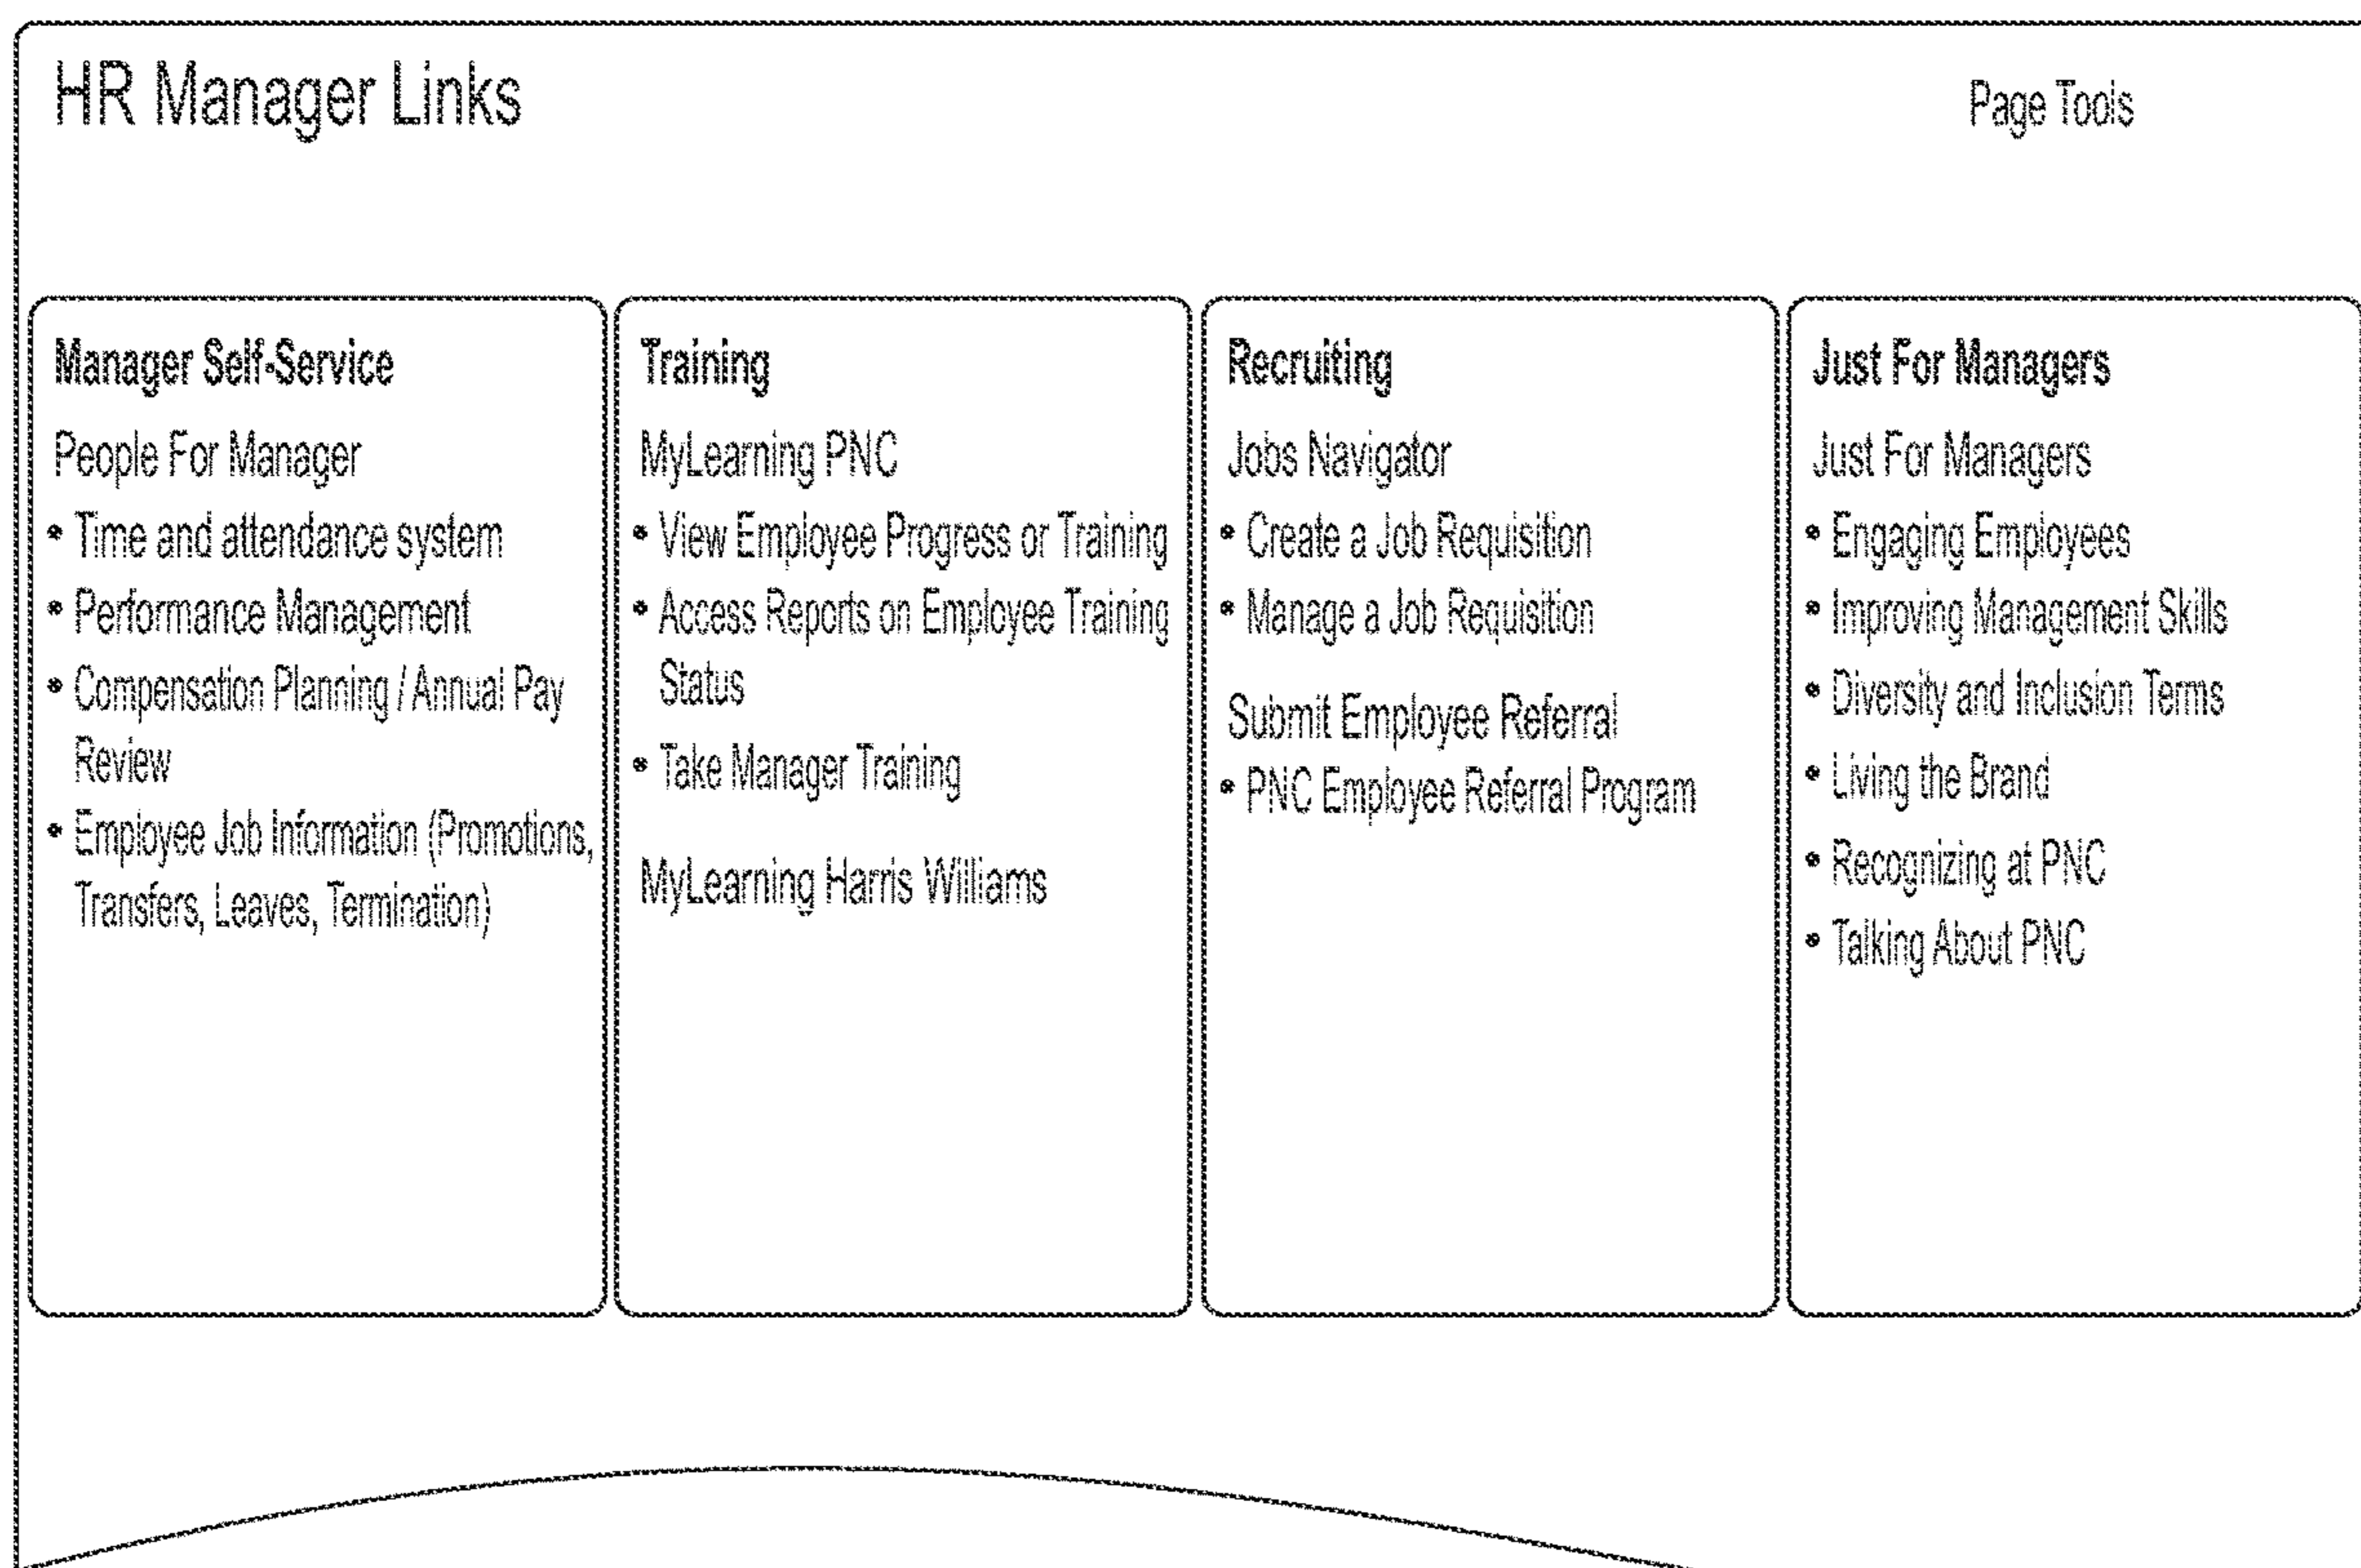 HR Manager Links
Page Tools
Manager Self-Service
People For Manager
• Time and attendance system
• Performance Management
• Compensation Planning / Annual Pay
Review
• Employee Job Information (Promotions,
Transfers, Leaves, Termination)
Training
MyLearning PNC
• View Employee Progress or Training
• Access Reports on Employee Training
Status
• Take Manager Training
MyLearning Harris Williams
Recruiting
Jobs Navigator
• Create a Job Requisition
• Manage a Job Requisition
Submit Employee Referral
• PNC Employee Referral Program
Just For Managers
Just For Managers
• Engaging Employees
• Improving Management Skills
• Diversity and Inclusion Terms
• Living the Brand
• Recognizing at PNC
• Talking About PNC